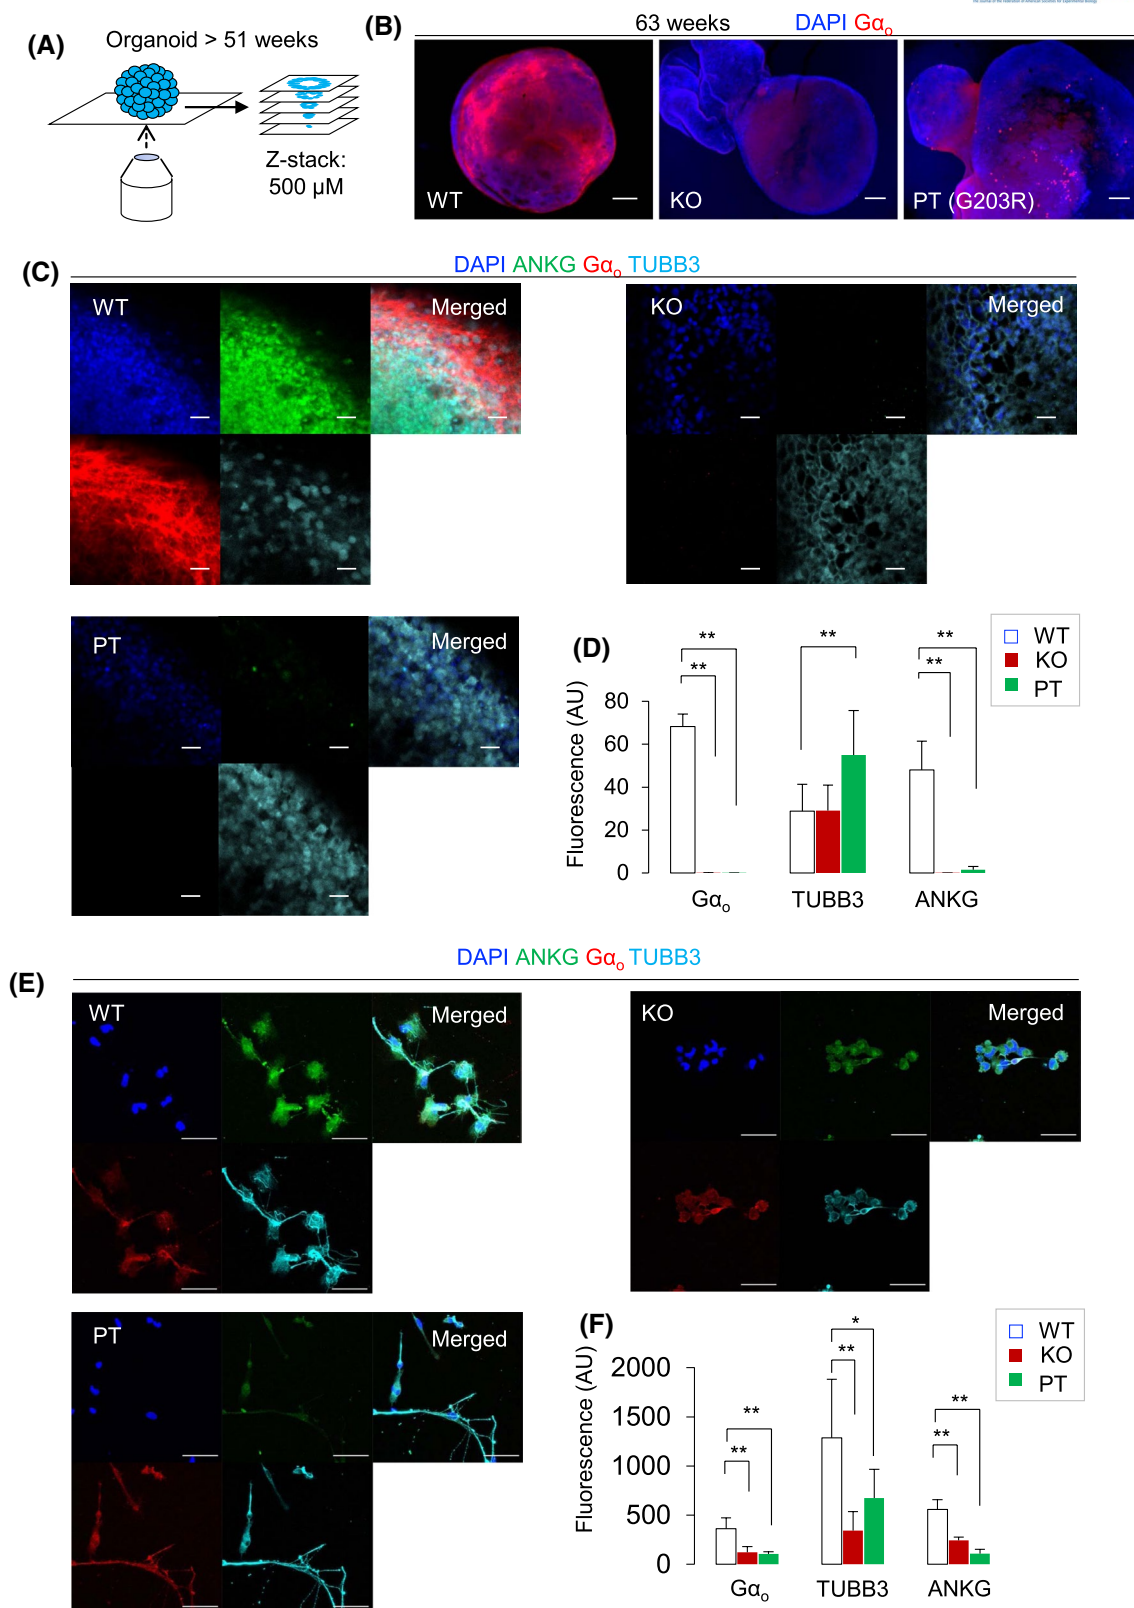 (A)
Organoid > 51 weeks
Z-stack:
500 µM
(B)
63 weeks DAPI Gαo
WT
KO
PT (G203R)
(C)
DAPI ANKG Gαo TUBB3
WT Merged
KO Merged
PT Merged
(D)
WT
KO
PT
Fluorescence (AU)
80
60
40
20
0
** ** ** ** **
Gαo TUBB3 ANKG
(E)
DAPI ANKG Gαo TUBB3
WT Merged
KO Merged
PT Merged
(F)
WT
KO
PT
Fluorescence (AU)
2000
1500
1000
500
0
** ** * ** ** **
Gαo TUBB3 ANKG